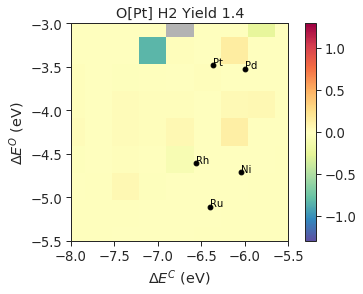 O[Pt] H2 Yield 1.4
−3.0
−3.5
−4.0
−4.5
−5.0
−5.5
ΔE^O (eV)
Pt
Pd
Rh
Ni
Ru
1.0
0.5
0.0
−0.5
−1.0
−8.0 −7.5 −7.0 −6.5 −6.0 −5.5
ΔE^C (eV)